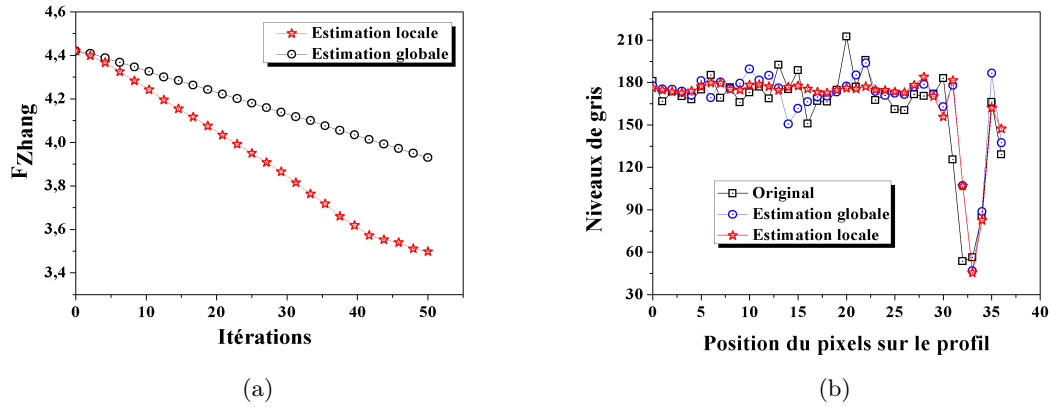 4,6
4,4
4,2
4,0
3,8
3,6
3,4
FZhang
Estimation locale
Estimation globale
0 10 20 30 40 50
Itérations
(a)
210
180
150
120
90
60
30
Niveaux de gris
Original
Estimation globale
Estimation locale
0 5 10 15 20 25 30 35 40
Position du pixels sur le profil
(b)